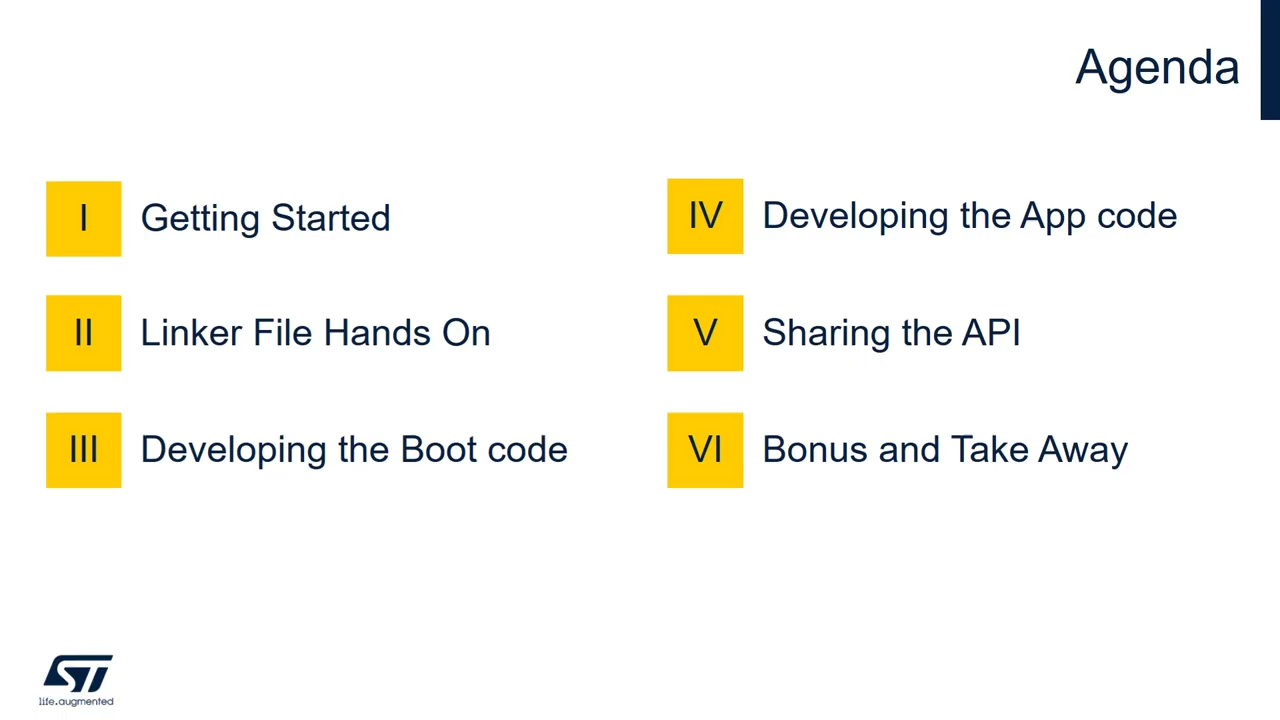 Agenda
I Getting Started
II Linker File Hands On
III Developing the Boot code
IV Developing the App code
V Sharing the API
VI Bonus and Take Away
ST
life.augmented